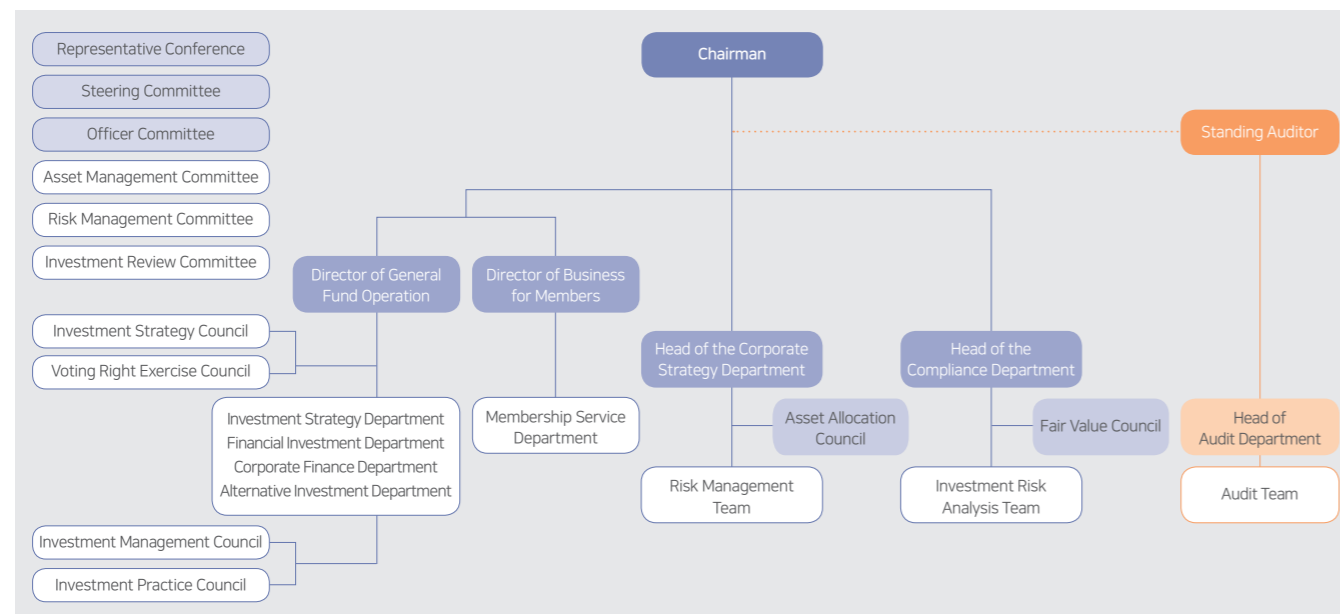 Representative Conference
Steering Committee
Officer Committee
Asset Management Committee
Risk Management Committee
Investment Review Committee
Investment Strategy Council
Voting Right Exercise Council
Investment Management Council
Investment Practice Council
Chairman
Standing Auditor
Director of General
Fund Operation
Director of Business
for Members
Investment Strategy Department
Financial Investment Department
Corporate Finance Department
Alternative Investment Department
Membership Service
Department
Head of the Corporate
Strategy Department
Asset Allocation
Council
Risk Management
Team
Head of the
Compliance Department
Fair Value Council
Investment Risk
Analysis Team
Head of
Audit Department
Audit Team